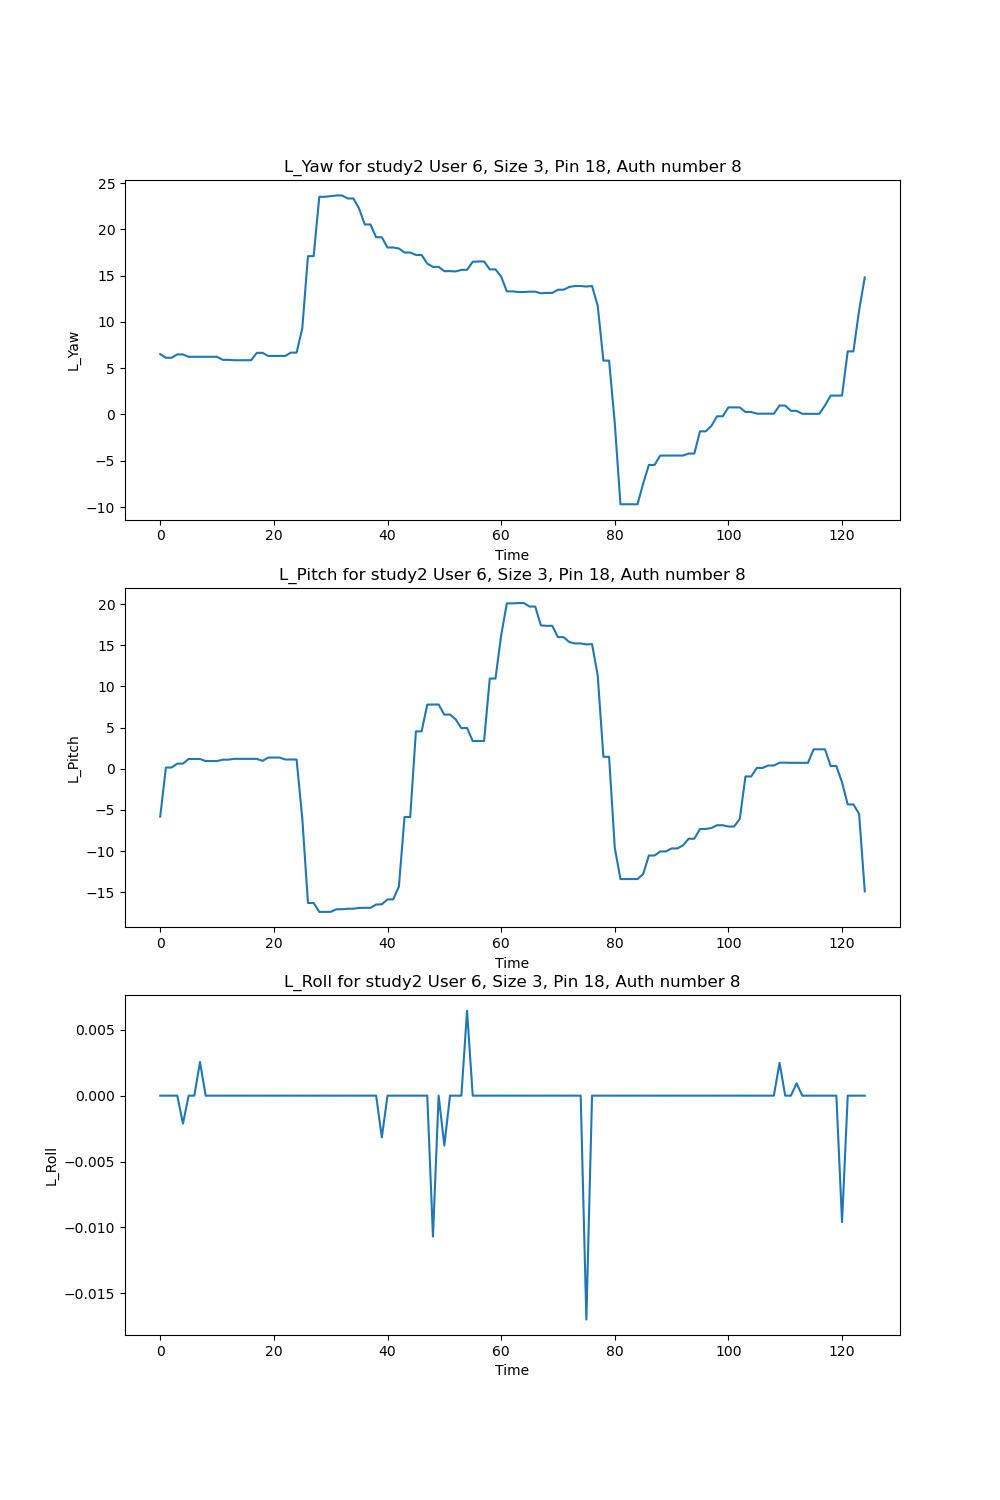 L_Yaw for study2 User 6, Size 3, Pin 18, Auth number 8
25
20
15
10
5
0
−5
−10
L_Yaw
0 20 40 60 80 100 120
Time
L_Pitch for study2 User 6, Size 3, Pin 18, Auth number 8
20
15
10
5
0
−5
−10
−15
L_Pitch
0 20 40 60 80 100 120
Time
L_Roll for study2 User 6, Size 3, Pin 18, Auth number 8
0.005
0.000
−0.005
−0.010
−0.015
L_Roll
0 20 40 60 80 100 120
Time